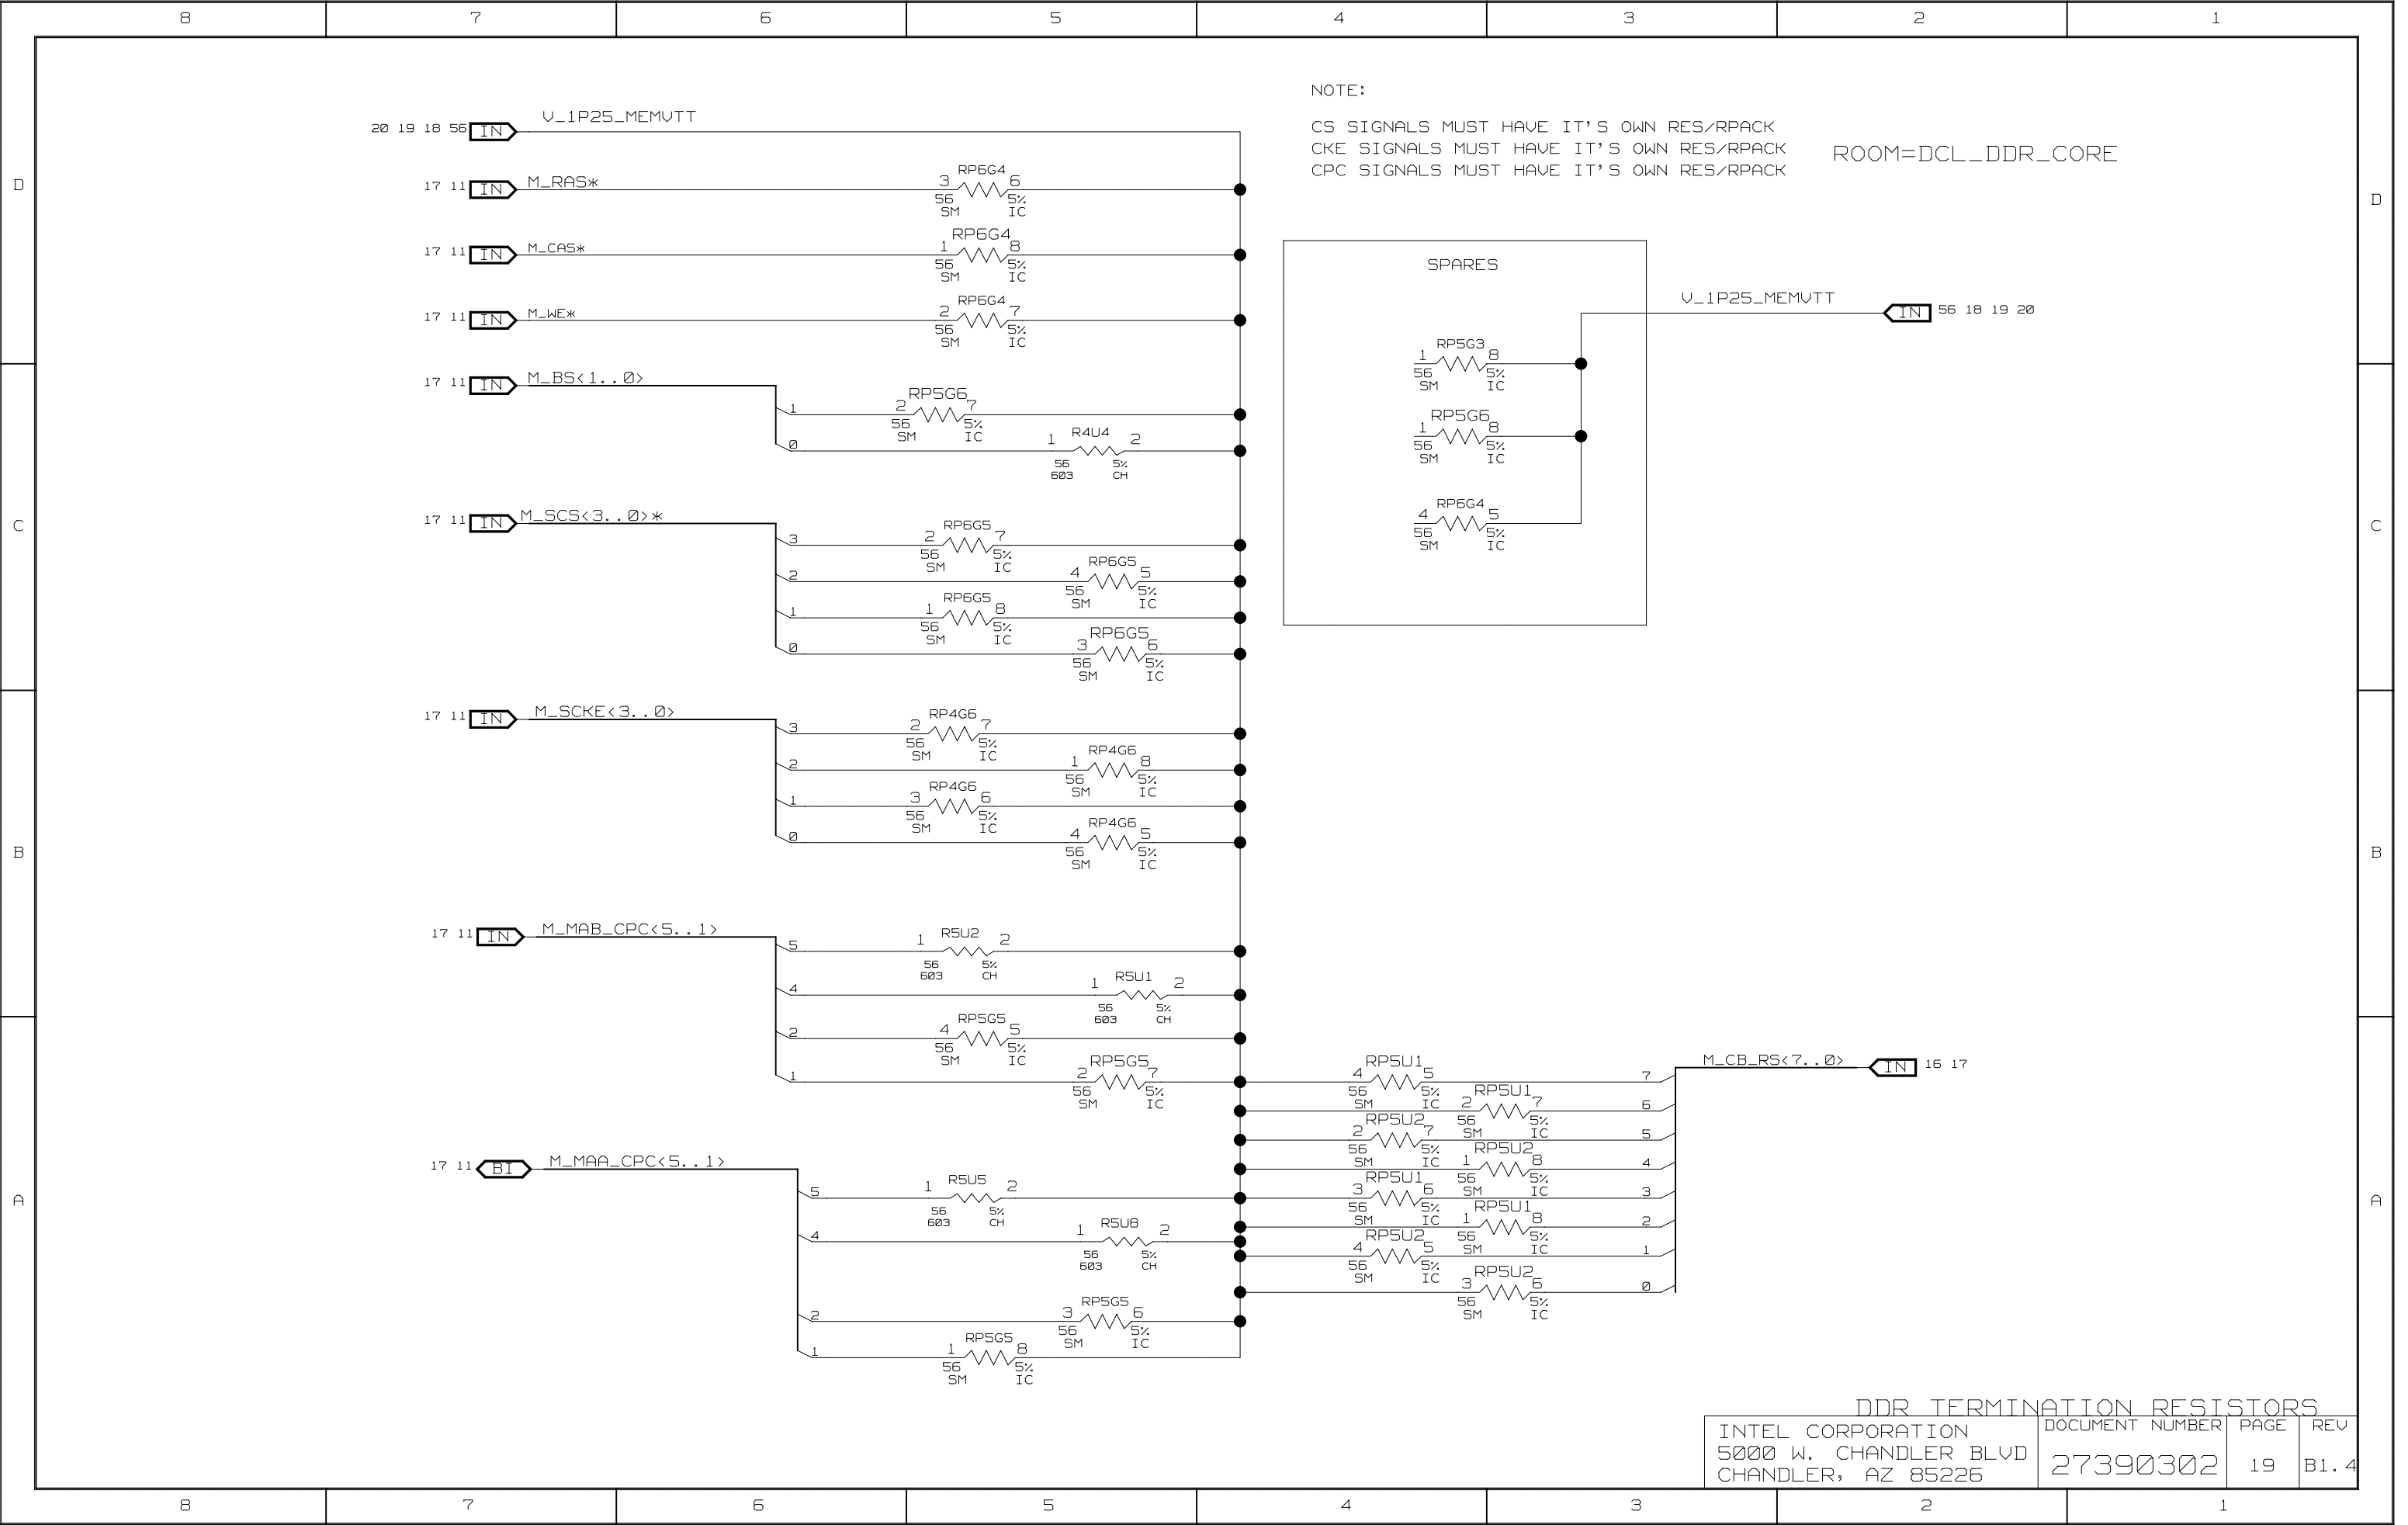 8 7 6 5 4 3 2 1
NOTE:
CS SIGNALS MUST HAVE IT'S OWN RES/RPACK
CKE SIGNALS MUST HAVE IT'S OWN RES/RPACK
CPC SIGNALS MUST HAVE IT'S OWN RES/RPACK
ROOM=DCL_DDR_CORE
D
D
20 19 18 56 IN V_1P25_MEMVTT
17 11 IN M_RAS*
RP6G4
3 6
56 5%
SM IC
17 11 IN M_CAS*
RP6G4
1 8
56 5%
SM IC
17 11 IN M_WE*
RP6G4
2 7
56 5%
SM IC
SPARES
V_1P25_MEMVTT IN 56 18 19 20
RP5G3
1 8
56 5%
SM IC
RP5G6
1 8
56 5%
SM IC
RP6G4
4 5
56 5%
SM IC
17 11 IN M_BS<1..0>
RP5G6
1 2 7
56 5%
SM IC
R4U4
0 1 2
56 5%
603 CH
C
C
17 11 IN M_SCS<3..0>*
RP6G5
3 2 7
56 5%
SM IC
RP6G5
2 4 5
56 5%
SM IC
RP6G5
1 1 8
56 5%
SM IC
RP6G5
0 3 6
56 5%
SM IC
17 11 IN M_SCKE<3..0>
RP4G6
3 2 7
56 5%
SM IC
RP4G6
2 1 8
56 5%
SM IC
RP4G6
1 3 6
56 5%
SM IC
RP4G6
0 4 5
56 5%
SM IC
B
B
17 11 IN M_MAB_CPC<5..1>
R5U2
5 1 2
56 5%
603 CH
R5U1
4 1 2
56 5%
603 CH
RP5G5
2 4 5
56 5%
SM IC
RP5G5
1 2 7
56 5%
SM IC
17 11 BI M_MAA_CPC<5..1>
R5U5
5 1 2
56 5%
603 CH
R5U8
4 1 2
56 5%
603 CH
RP5G5
2 3 6
56 5%
SM IC
RP5G5
1 1 8
56 5%
SM IC
M_CB_RS<7..0> IN 16 17
RP5U1
4 5 7
56 5%
SM IC
RP5U1
2 7 6
56 5%
SM IC
RP5U2
2 7 5
56 5%
SM IC
RP5U2
1 8 4
56 5%
SM IC
RP5U1
3 6 3
56 5%
SM IC
RP5U1
1 8 2
56 5%
SM IC
RP5U2
4 5 1
56 5%
SM IC
RP5U2
3 6 0
56 5%
SM IC
A
A
DDR TERMINATION RESISTORS
INTEL CORPORATION
5000 W. CHANDLER BLVD
CHANDLER, AZ 85226
DOCUMENT NUMBER
27390302
PAGE
19
REV
B1.4
8 7 6 5 4 3 2 1